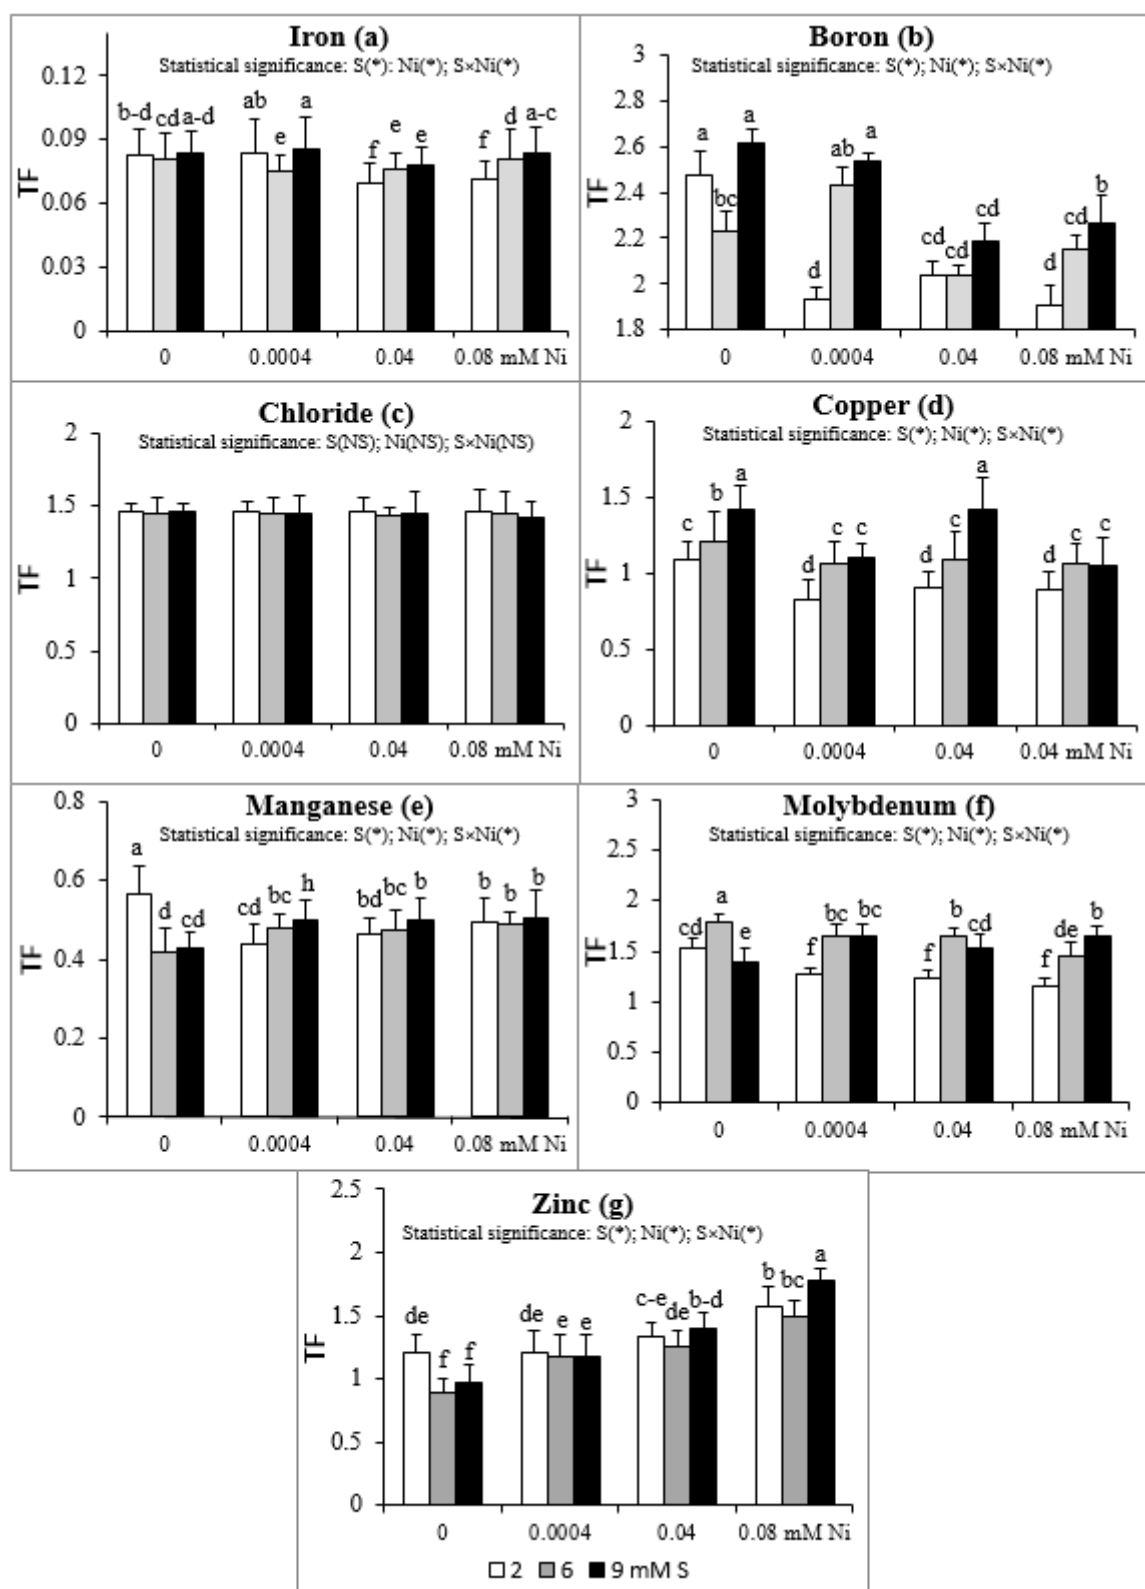 Iron (a)
Statistical significance: S(*): Ni(*); S×Ni(*)
0.12
0.09
0.06
0.03
0
TF
b-d cd a-d ab e a f e e f d a-c
0 0.0004 0.04 0.08 mM Ni
Boron (b)
Statistical significance: S(*); Ni(*); S×Ni(*)
3
2.8
2.6
2.4
2.2
2
1.8
TF
a bc a d ab a cd cd cd d cd b
0 0.0004 0.04 0.08 mM Ni
Chloride (c)
Statistical significance: S(NS); Ni(NS); S×Ni(NS)
2
1.5
1
0.5
0
TF
0 0.0004 0.04 0.08 mM Ni
Copper (d)
Statistical significance: S(*); Ni(*); S×Ni(*)
2
1.5
1
0.5
0
TF
c b a d c c d c a d c c
0 0.0004 0.04 0.04 mM Ni
Manganese (e)
Statistical significance: S(*); Ni(*); S×Ni(*)
0.8
0.6
0.4
0.2
0
TF
a d cd cd bc h bd bc b b b b
0 0.0004 0.04 0.08 mM Ni
Molybdenum (f)
Statistical significance: S(*); Ni(*); S×Ni(*)
3
2.5
2
1.5
1
0.5
0
TF
cd a e f bc bc f b cd f de b
0 0.0004 0.04 0.08 mM Ni
Zinc (g)
Statistical significance: S(*); Ni(*); S×Ni(*)
2.5
2
1.5
1
0.5
0
TF
de f f de e e c-e de b-d b bc a
0 0.0004 0.04 0.08 mM Ni
2 6 9 mM S